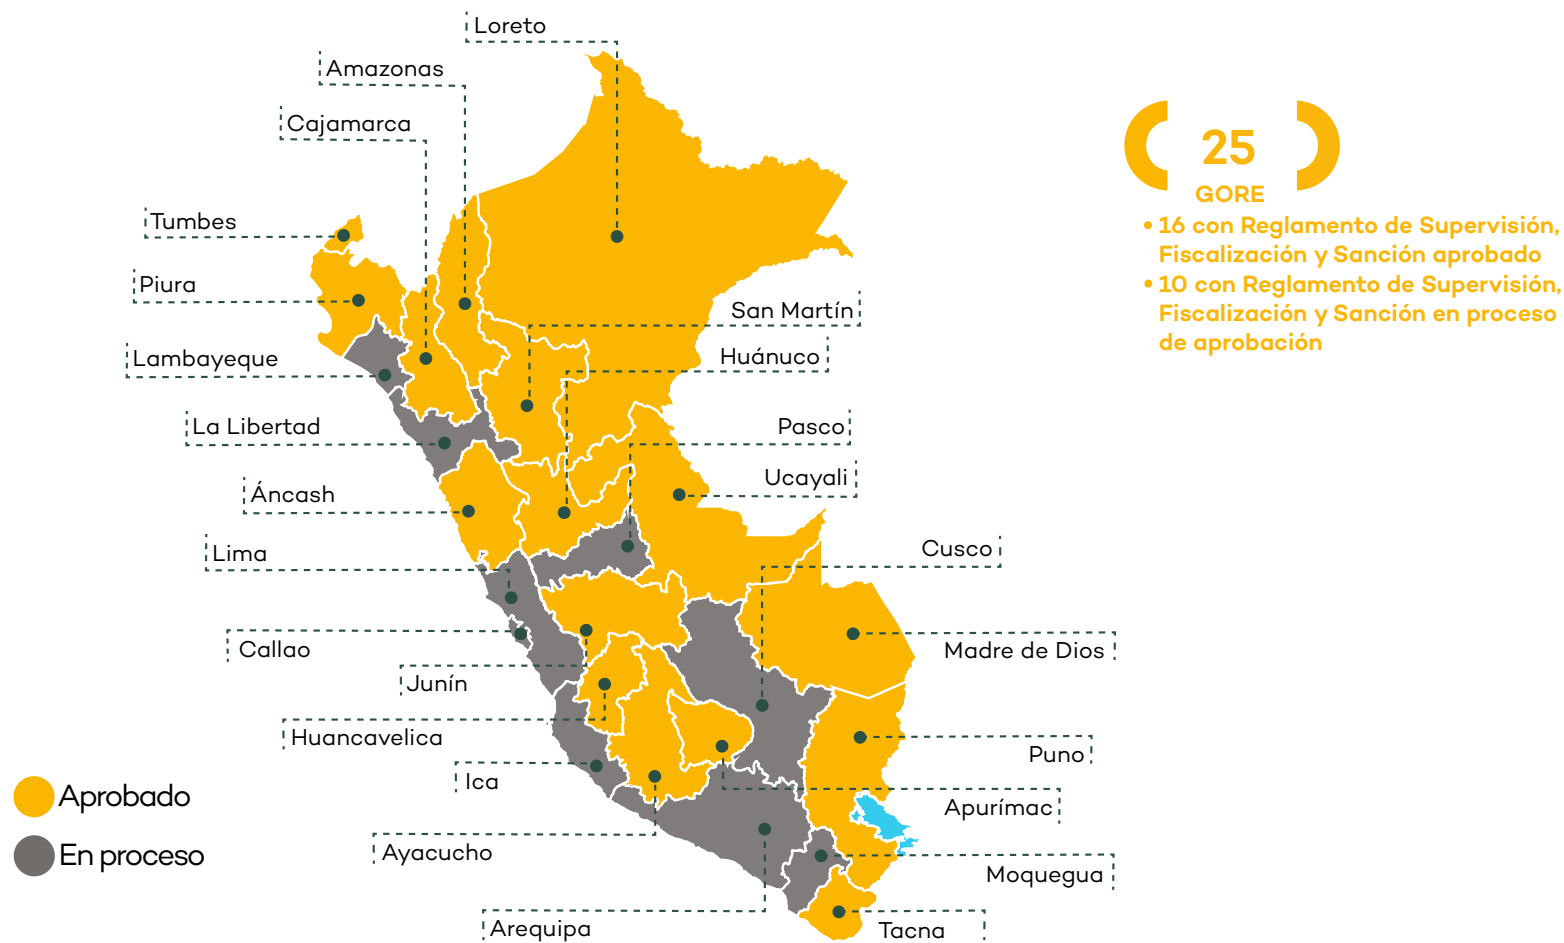 Loreto
Amazonas
Cajamarca
Tumbes
Piura
Lambayeque
La Libertad
Áncash
Lima
Callao
Junín
Huancavelica
Ica
Ayacucho
Arequipa
San Martín
Huánuco
Pasco
Ucayali
Cusco
Madre de Dios
Puno
Apurímac
Moquegua
Tacna
25
GORE
• 16 con Reglamento de Supervisión,
Fiscalización y Sanción aprobado
• 10 con Reglamento de Supervisión,
Fiscalización y Sanción en proceso
de aprobación
Aprobado
En proceso